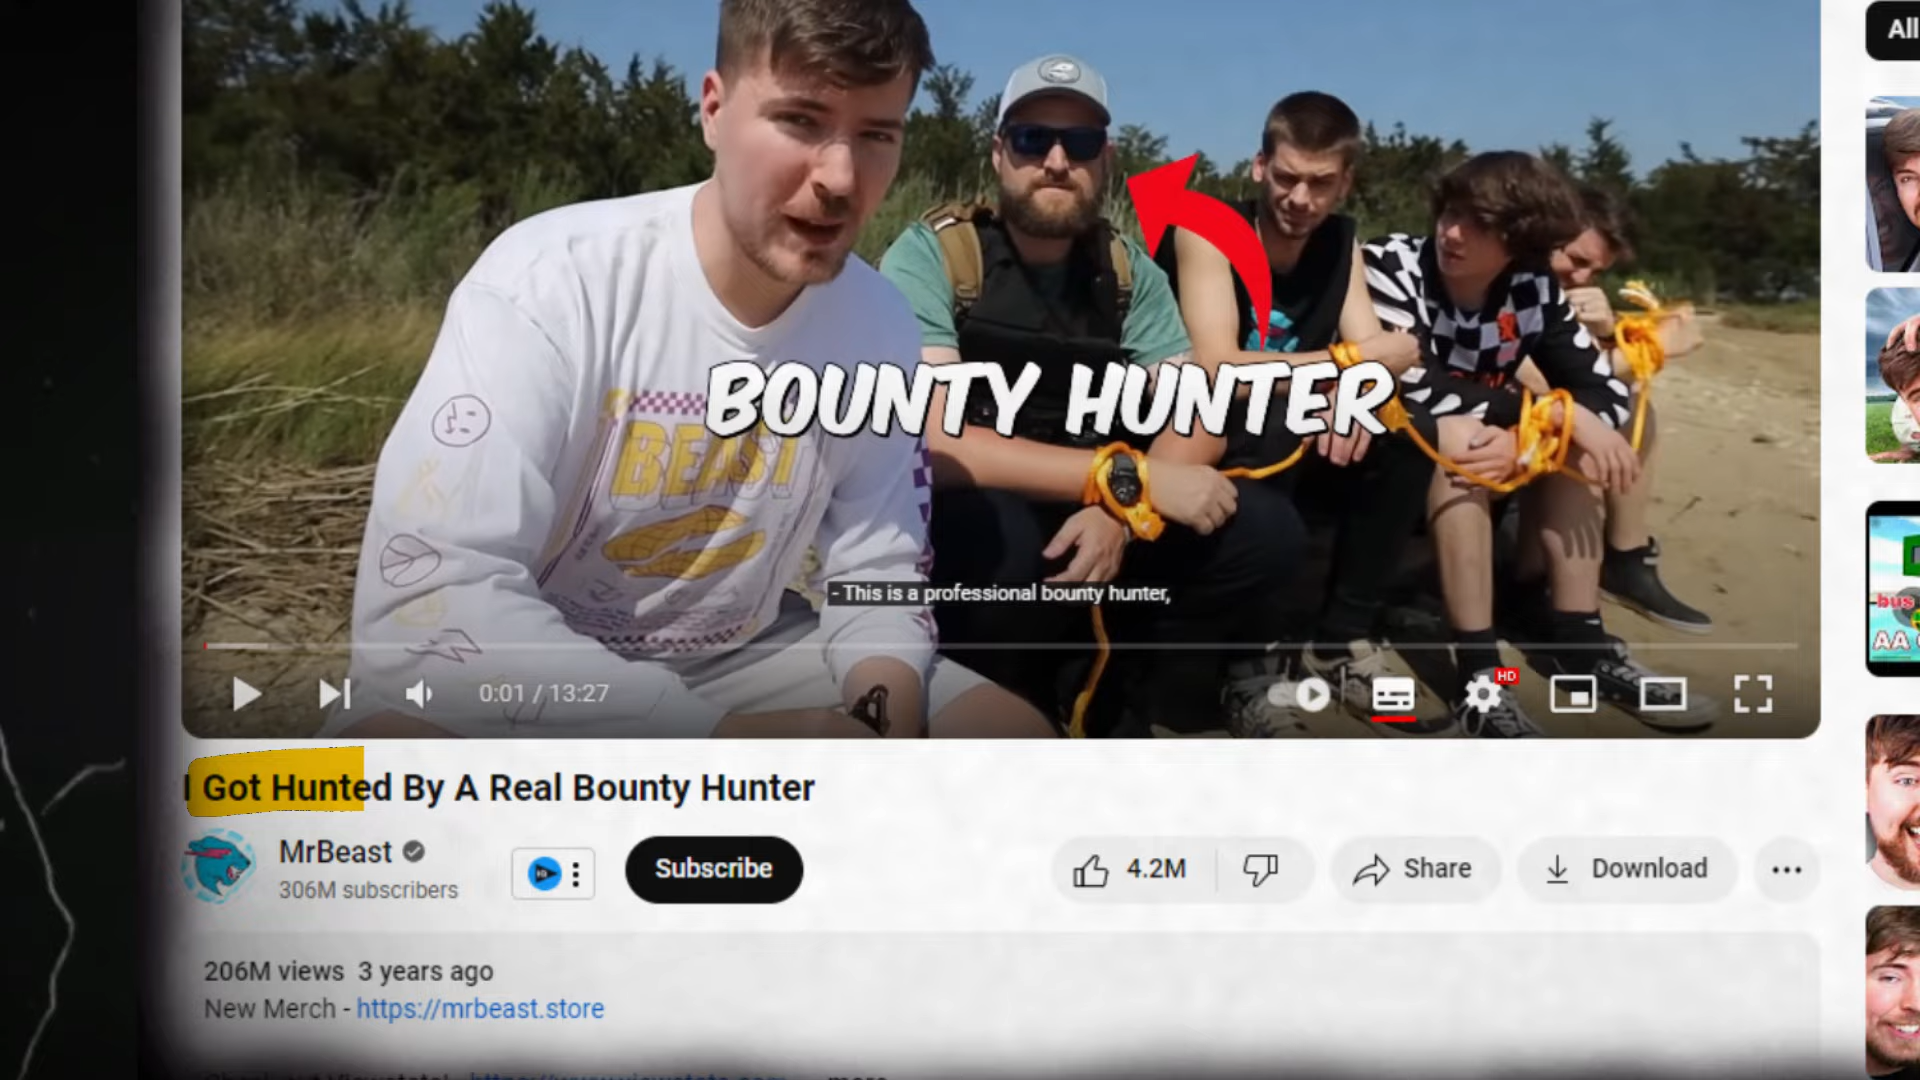 All
BOUNTY HUNTER
BEAST
- This is a professional bounty hunter,
0:01 / 13:27
HD
-bus
AA
I Got Hunted By A Real Bounty Hunter
MrBeast
306M subscribers
Subscribe
4.2M
Share
Download
206M views 3 years ago
New Merch - https://mrbeast.store